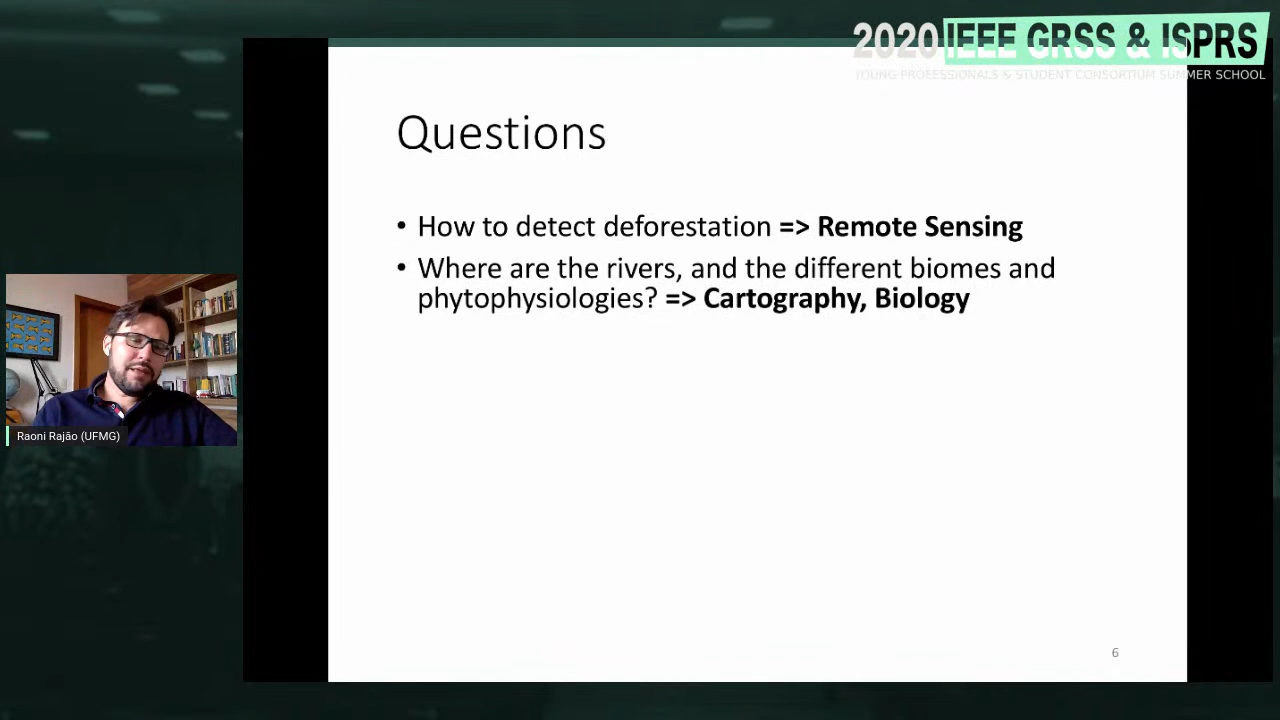 2020 IEEE GRSS & ISPRS
YOUNG PROFESSIONALS & STUDENT CONSORTIUM SUMMER SCHOOL
Questions
• How to detect deforestation => Remote Sensing
• Where are the rivers, and the different biomes and
phytophysiologies? => Cartography, Biology
Raoni Rajão (UFMG)
6